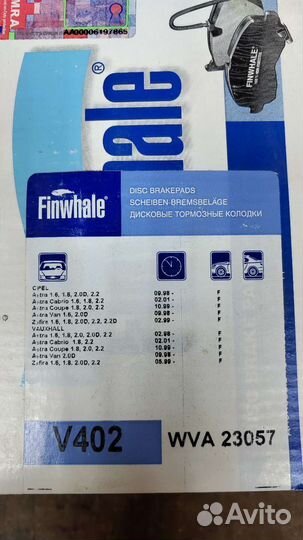 AA00006197865
hale®
FINWHALE
Finwhale®
DISC BRAKEPADS
SCHEIBEN-BREMSBELÄGE
ДИСКОВЫЕ ТОРМОЗНЫЕ КОЛОДКИ
OPEL
Astra 1.6, 1.8, 2.0D, 2.2 09.98 - F
Astra Cabrio 1.6, 1.8, 2.2 02.01 - F
Astra Coupe 1.8, 2.0, 2.2 10.99 - F
Astra Van 1.6, 2.0D 09.98 - F
Zafira 1.6, 1.8, 2.0D, 2.2, 2.2D 02.99 - F
VAUXHALL
Astra 1.6, 1.8, 2.0, 2.0D, 2.2 02.98 - F
Astra Cabrio 1.8, 2.2 02.01 - F
Astra Coupe 1.8, 2.0, 2.2 10.99 - F
Astra Van 2.0D 09.98 - F
Zafira 1.6, 1.8, 2.0D, 2.2 05.99 - F
V402
WVA 23057
Avito